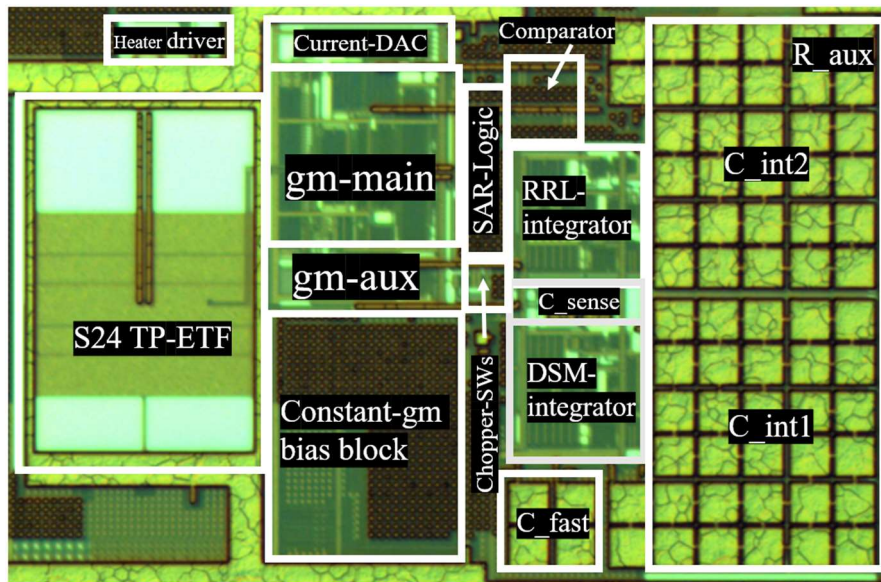 Heater driver
Current-DAC
Comparator
R_aux
gm-main
SAR-Logic
RRL-
integrator
C_int2
gm-aux
C_sense
S24 TP-ETF
Constant-gm
bias block
Chopper-SWs
DSM-
integrator
C_int1
C_fast